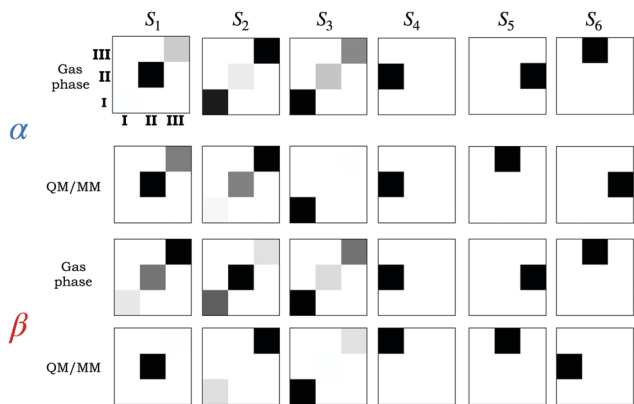 S1 S2 S3 S4 S5 S6
III
Gas
phase
II
I
I II III
α
QM/MM
Gas
phase
β
QM/MM